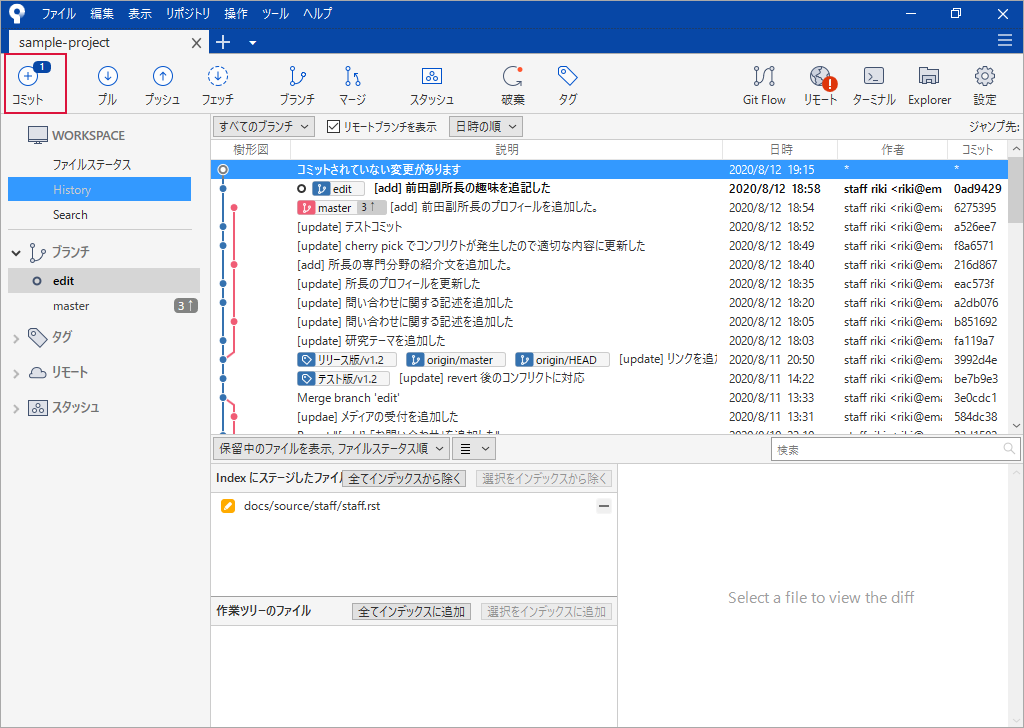 ファイル 編集 表示 リポジトリ 操作 ツール ヘルプ
sample-project
1
コミット プル プッシュ フェッチ ブランチ マージ スタッシュ 破棄 タグ Git Flow リモート ターミナル Explorer 設定
WORKSPACE
ファイルステータス
History
Search
ブランチ
edit
master 3↑
タグ
リモート
スタッシュ
すべてのブランチ リモートブランチを表示 日時の順 ジャンプ先:
樹形図 説明 日時 作者 コミット
コミットされていない変更があります 2020/8/12 19:15 * *
edit [add] 前田副所長の趣味を追記した 2020/8/12 18:58 staff riki <riki@em 0ad9429
master 3↑ [add] 前田副所長のプロフィールを追加した。 2020/8/12 18:54 staff riki <riki@ema 6275395
[update] テストコミット 2020/8/12 18:52 staff riki <riki@ema a526ee7
[update] cherry pick でコンフリクトが発生したので適切な内容に更新した 2020/8/12 18:49 staff riki <riki@ema f8a6571
[add] 所長の専門分野の紹介文を追加した。 2020/8/12 18:40 staff riki <riki@ema 216d867
[update] 所長のプロフィールを更新した 2020/8/12 18:35 staff riki <riki@ema eac573f
[update] 問い合わせに関する記述を追加した 2020/8/12 18:20 staff riki <riki@ema a2db076
[update] 問い合わせに関する記述を追加した 2020/8/12 18:05 staff riki <riki@ema b851692
[update] 研究テーマを追加した 2020/8/12 18:03 staff riki <riki@ema fa119a7
リリース版/v1.2 origin/master origin/HEAD [update] リンクを追 2020/8/11 20:50 staff riki <riki@ema 3992d4e
テスト版/v1.2 [update] revert 後のコンフリクトに対応 2020/8/11 14:22 staff riki <riki@ema be7b9e3
Merge branch 'edit' 2020/8/11 13:33 staff riki <riki@ema 3e0cdc1
[updae] メディアの受付を追加した 2020/8/11 13:31 staff riki <riki@ema 584dc38
保留中のファイルを表示, ファイルステータス順 検索
Index にステージしたファイル 全てインデックスから除く 選択をインデックスから除く
docs/source/staff/staff.rst
作業ツリーのファイル 全てインデックスに追加 選択をインデックスに追加
Select a file to view the diff